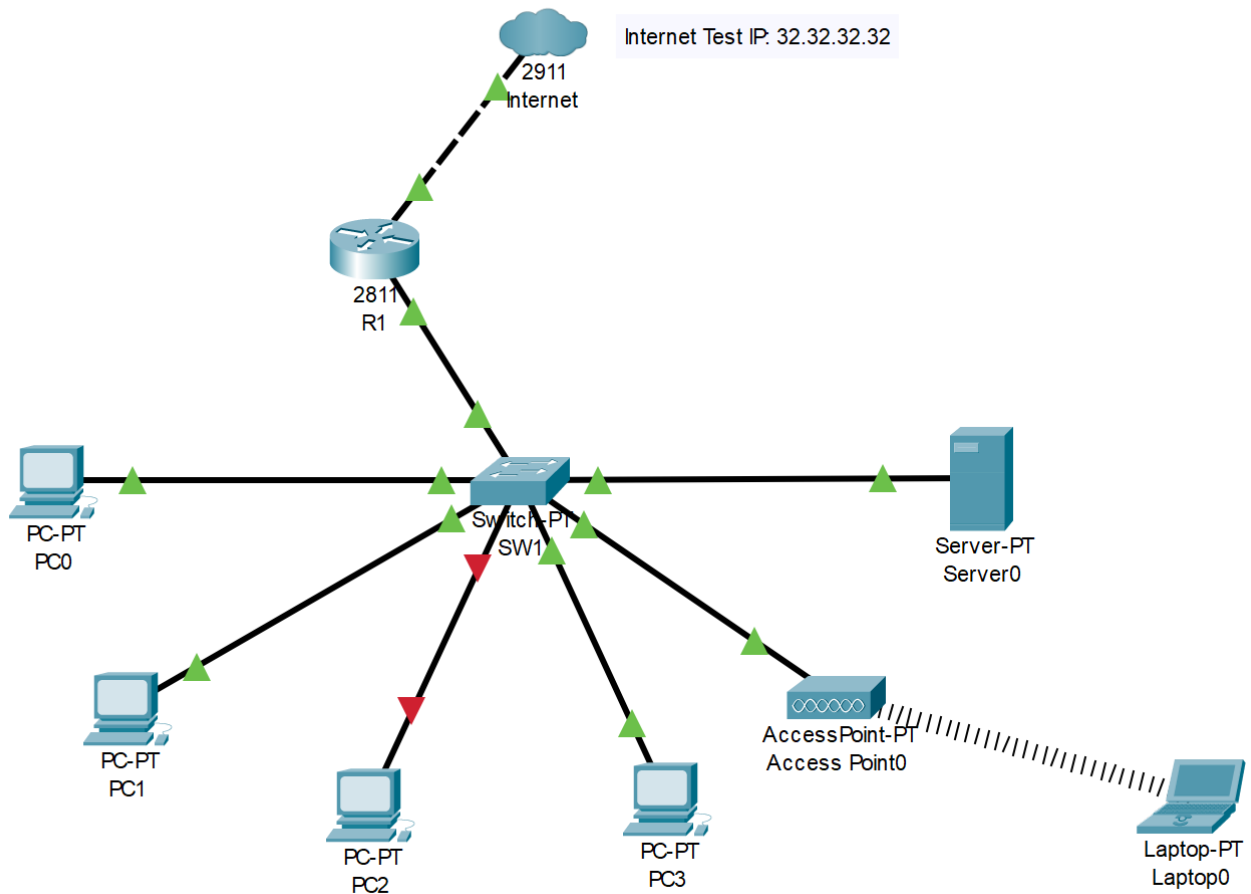 Internet Test IP: 32.32.32.32
2911
Internet
2811
R1
PC-PT
PC0
Switch-PT
SW1
Server-PT
Server0
PC-PT
PC1
AccessPoint-PT
Access Point0
PC-PT
PC2
PC-PT
PC3
Laptop-PT
Laptop0